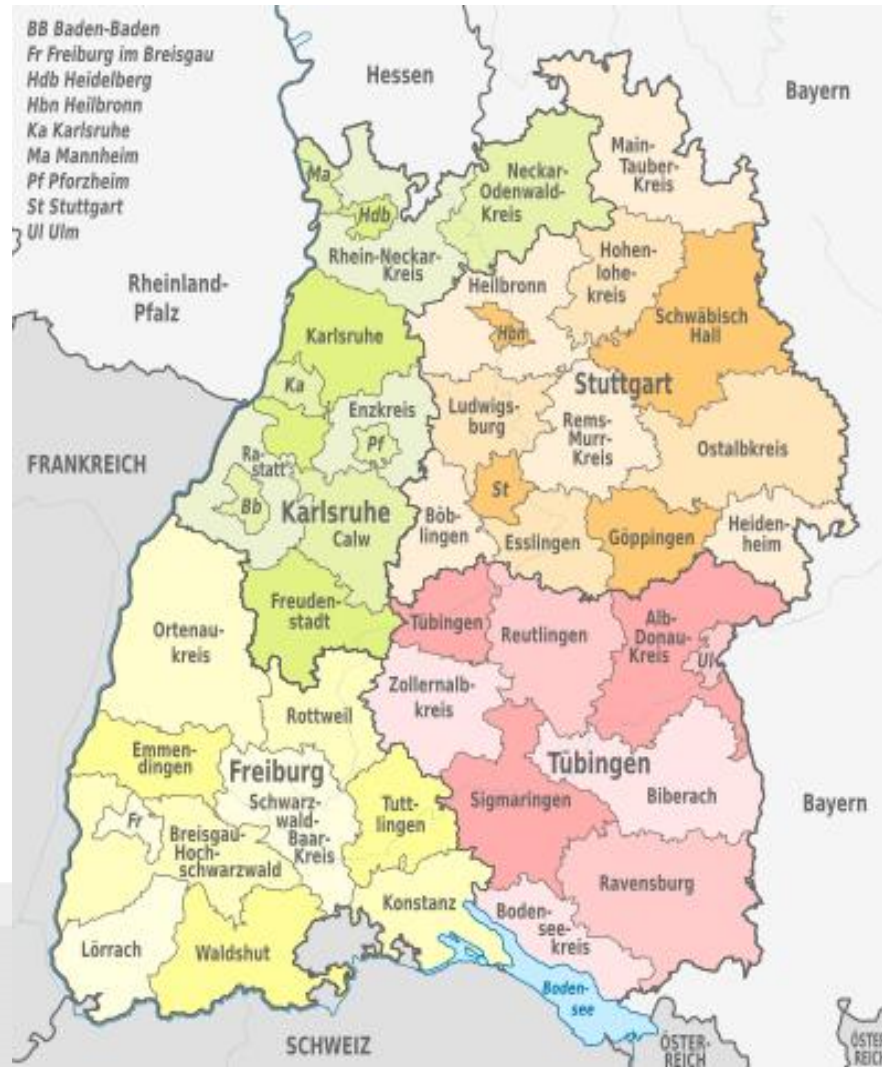 BB Baden-Baden
Fr Freiburg im Breisgau
Hdb Heidelberg
Hbn Heilbronn
Ka Karlsruhe
Ma Mannheim
Pf Pforzheim
St Stuttgart
Ul Ulm
Hessen
Bayern
Main-
Tauber-
Kreis
Neckar-
Odenwald-
Kreis
Ma
Hdb
Rhein-Neckar-
Kreis
Hohen-
lohe-
kreis
Heilbronn
Hbn
Rheinland-
Pfalz
Schwäbisch
Hall
Karlsruhe
Ka
Stuttgart
Enzkreis
Pf
Ludwigs-
burg
Rems-
Murr-
Kreis
Ostalbkreis
FRANKREICH
Ra-
statt
Bb
St
Karlsruhe
Calw
Böb-
lingen
Esslingen
Göppingen
Heiden-
heim
Freuden-
stadt
Tübingen
Reutlingen
Alb-
Donau-
Kreis
Ul
Ortenau-
kreis
Zollernalb-
kreis
Rottweil
Emmen-
dingen
Freiburg
Schwarz-
wald-
Baar-
Kreis
Tutt-
lingen
Tübingen
Sigmaringen
Biberach
Bayern
Fr
Breisgau-
Hoch-
schwarzwald
Ravensburg
Konstanz
Boden-
see-
kreis
Lörrach
Waldshut
Boden-
see
SCHWEIZ
ÖSTER-
REICH
ÖSTE
REIC